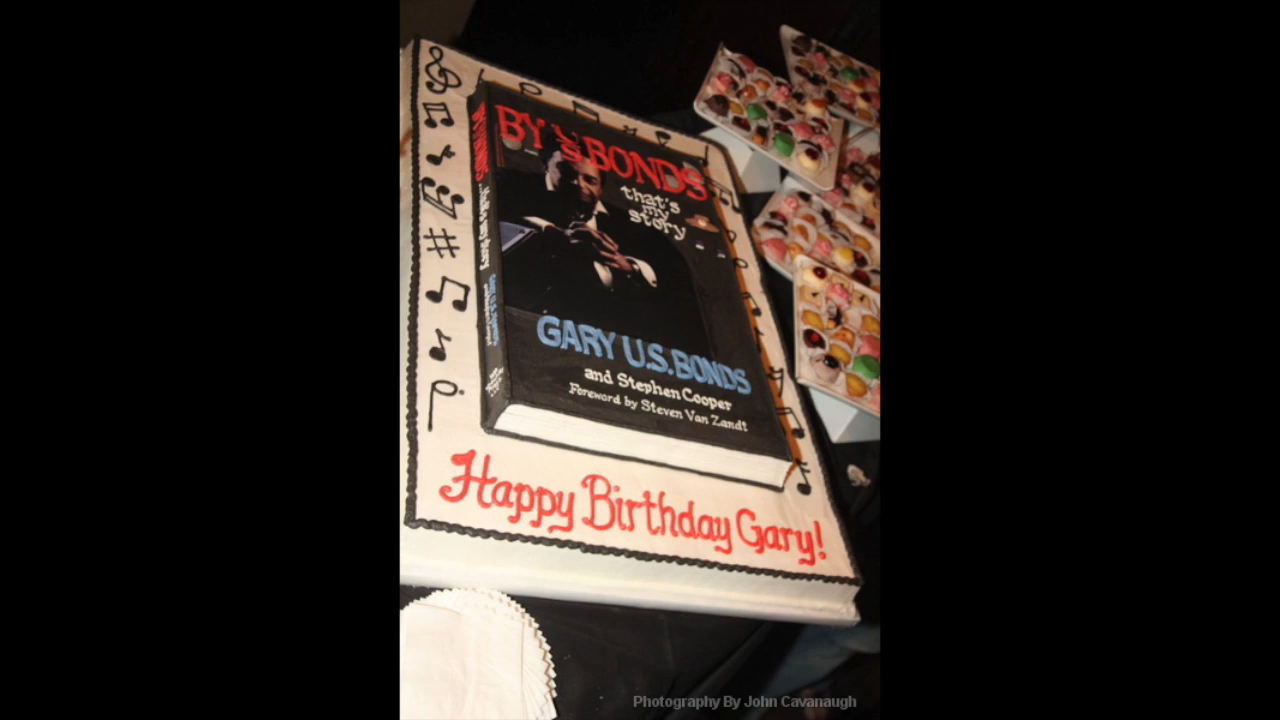 BY U.S. BONDS
that's
my
story
GARY U.S. BONDS
and Stephen Cooper
Foreword by Steven Van Zandt
Happy Birthday Gary!
Photography By John Cavanaugh